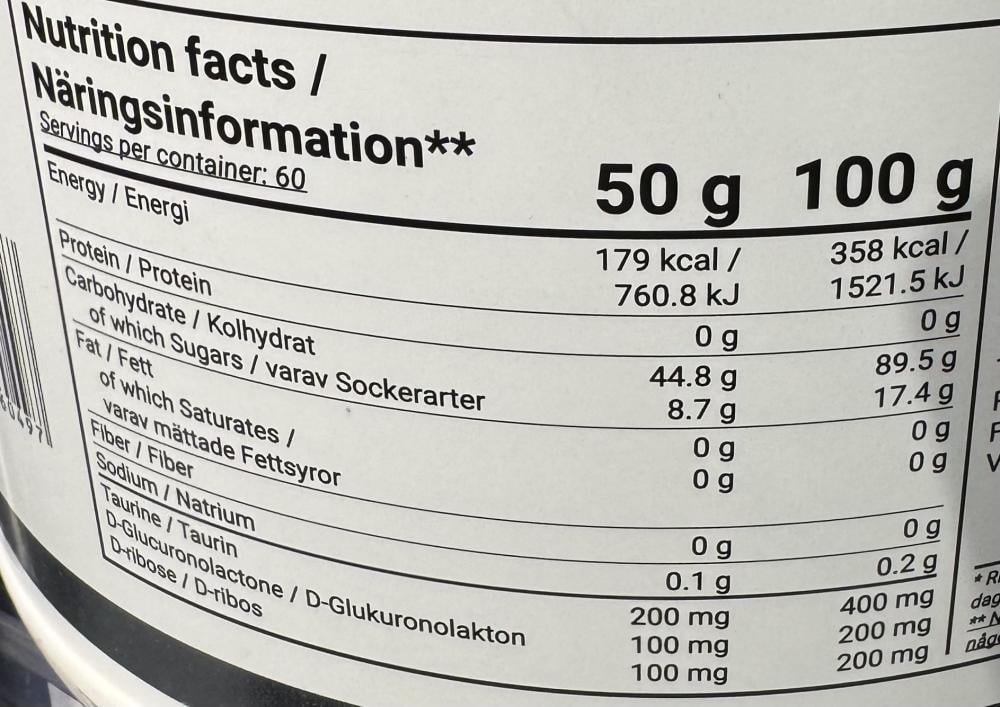 Nutrition facts /
Näringsinformation**
Servings per container: 60
50 g 100 g
Energy / Energi 179 kcal / 358 kcal /
760.8 kJ 1521.5 kJ
Protein / Protein 0 g 0 g
Carbohydrate / Kolhydrat 44.8 g 89.5 g
of which Sugars / varav Sockerarter 8.7 g 17.4 g
Fat / Fett 0 g 0 g
of which Saturates / 0 g 0 g
varav mättade Fettsyror
Fiber / Fiber 0 g 0 g
Sodium / Natrium 0.1 g 0.2 g
Taurine / Taurin 200 mg 400 mg
D-Glucuronolactone / D-Glukuronolakton 100 mg 200 mg
D-ribose / D-ribos 100 mg 200 mg